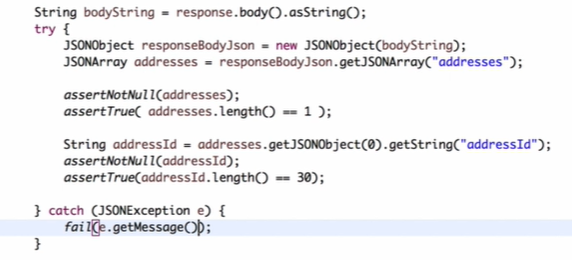 String bodyString = response.body().asString();
try {
JSONObject responseBodyJson = new JSONObject(bodyString);
JSONArray addresses = responseBodyJson.getJSONArray("addresses");
assertNotNull(addresses);
assertTrue( addresses.length() == 1 );
String addressId = addresses.getJSONObject(0).getString("addressId");
assertNotNull(addressId);
assertTrue(addressId.length() == 30);
} catch (JSONException e) {
fail(e.getMessage());
}